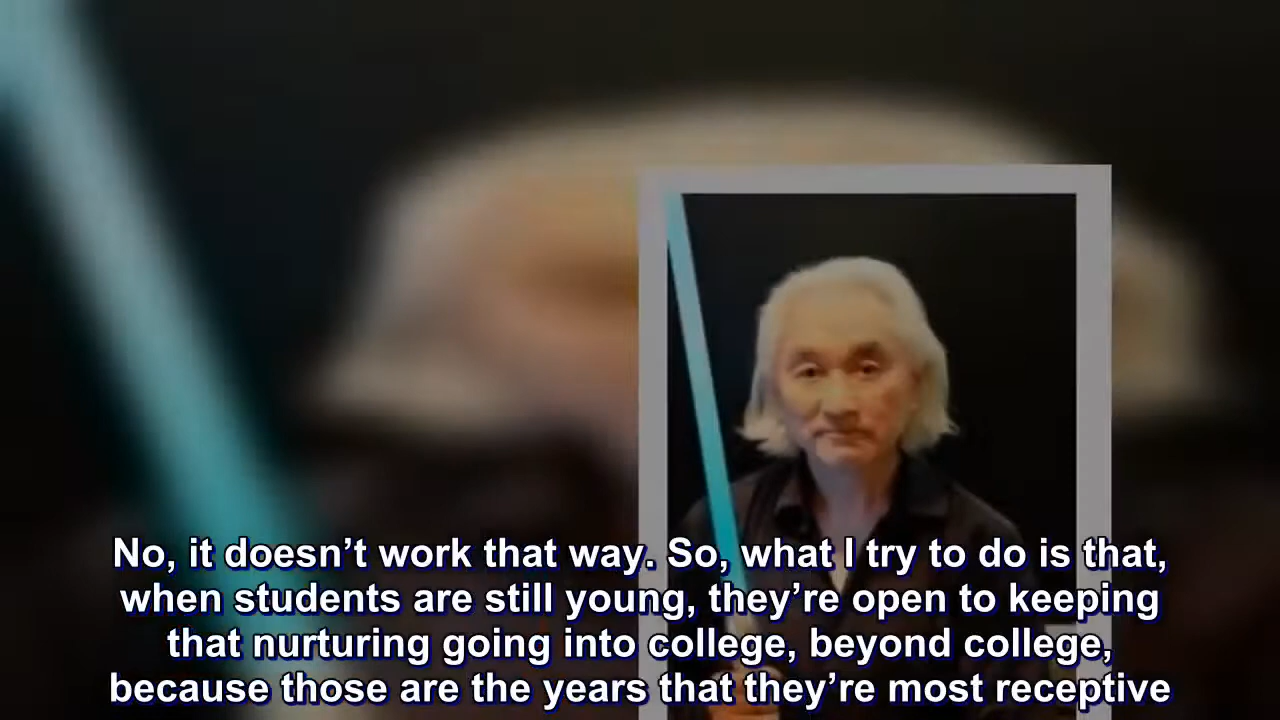 No, it doesn’t work that way. So, what I try to do is that,
when students are still young, they’re open to keeping
that nurturing going into college, beyond college,
because those are the years that they’re most receptive